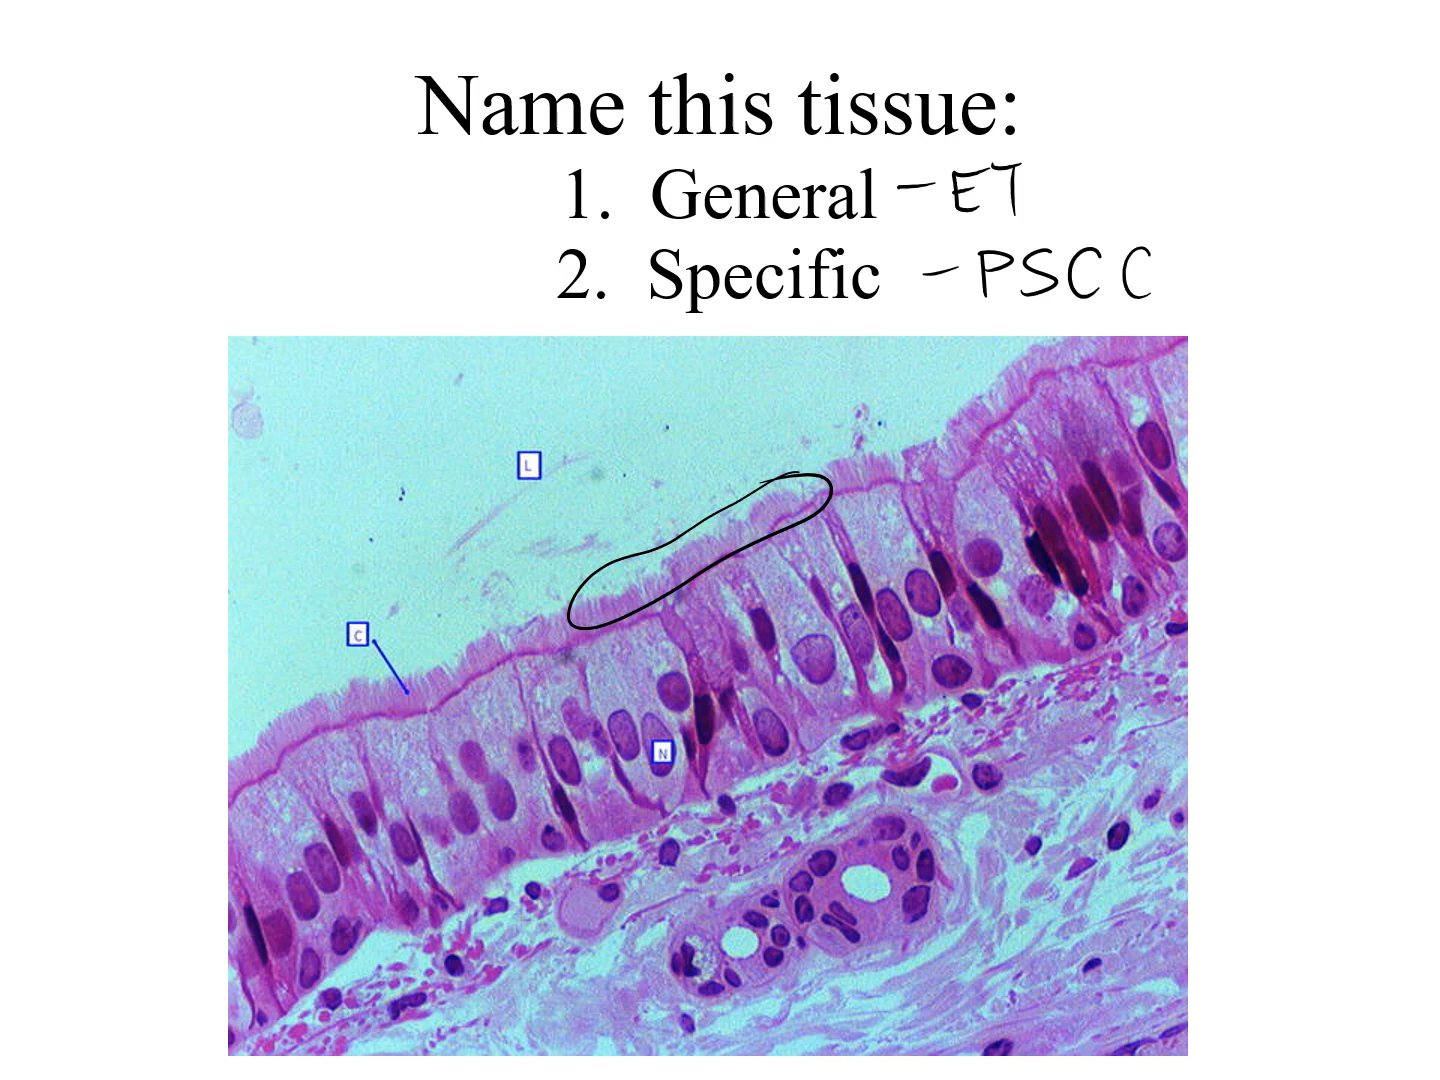 Name this tissue:
1. General - ET
2. Specific - PSCC
L
C
N